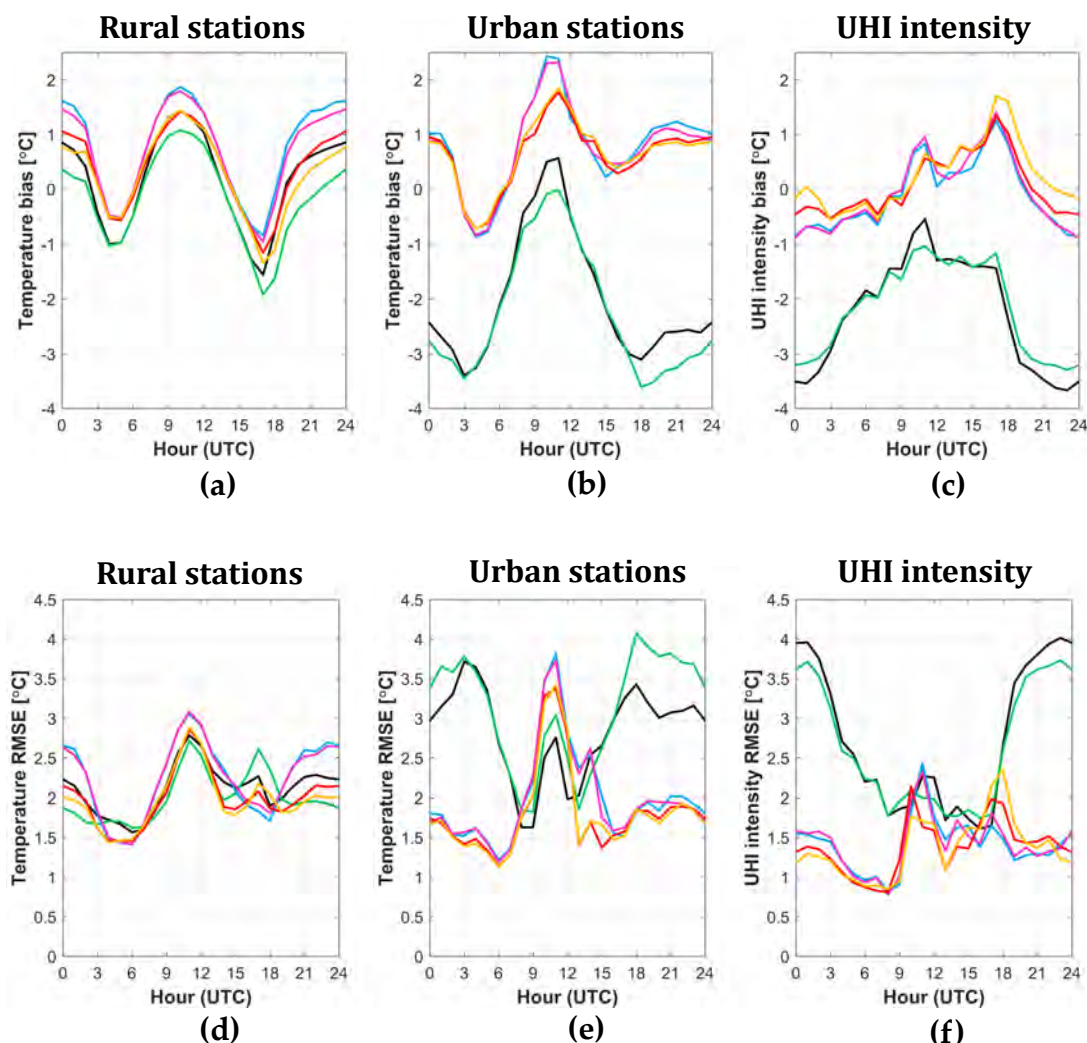 Rural stations
Urban stations
UHI intensity
Temperature bias [°C]
2
1
0
-1
-2
-3
-4
0 3 6 9 12 15 18 21 24
Hour (UTC)
(a)
Temperature bias [°C]
2
1
0
-1
-2
-3
-4
0 3 6 9 12 15 18 21 24
Hour (UTC)
(b)
UHI intensity bias [°C]
2
1
0
-1
-2
-3
-4
0 3 6 9 12 15 18 21 24
Hour (UTC)
(c)
Rural stations
Urban stations
UHI intensity
Temperature RMSE [°C]
4.5
4
3.5
3
2.5
2
1.5
1
0.5
0
0 3 6 9 12 15 18 21 24
Hour (UTC)
(d)
Temperature RMSE [°C]
4.5
4
3.5
3
2.5
2
1.5
1
0.5
0
0 3 6 9 12 15 18 21 24
Hour (UTC)
(e)
UHI intensity RMSE [°C]
4.5
4
3.5
3
2.5
2
1.5
1
0.5
0
0 3 6 9 12 15 18 21 24
Hour (UTC)
(f)